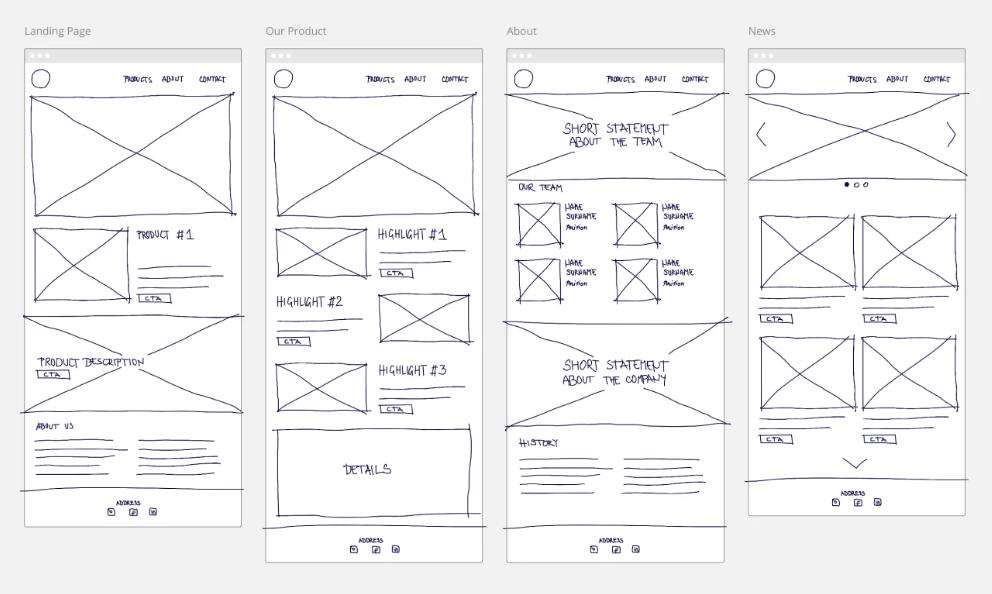 Landing Page
PRODUCTS ABOUT CONTACT
PRODUCT #1
CTA
PRODUCT DESCRIPTION
CTA
ABOUT US
ADDRESS
Our Product
PRODUCTS ABOUT CONTACT
HIGHLIGHT #1
CTA
HIGHLIGHT #2
CTA
HIGHLIGHT #3
CTA
DETAILS
ADDRESS
About
PRODUCTS ABOUT CONTACT
SHORT STATEMENT
ABOUT THE TEAM
OUR TEAM
NAME
SURNAME
Position
NAME
SURNAME
Position
NAME
SURNAME
Position
NAME
SURNAME
Position
SHORT STATEMENT
ABOUT THE COMPANY
HISTORY
ADDRESS
News
PRODUCTS ABOUT CONTACT
CTA
CTA
CTA
CTA
ADDRESS